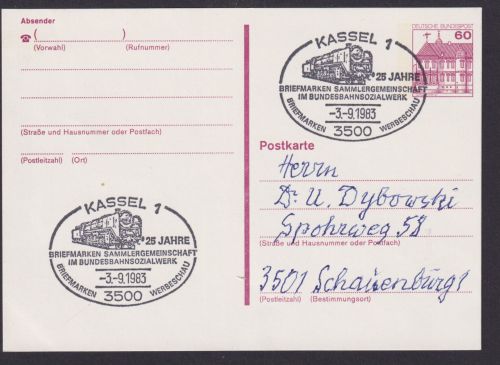 Absender
( )
(Vorwahl) (Rufnummer)
(Straße und Hausnummer oder Postfach)
(Postleitzahl) (Ort)
KASSEL 1
25 JAHRE
BRIEFMARKEN SAMMLERGEMEINSCHAFT
IM BUNDESBAHNSOZIALWERK
-3.-9.1983
3500
BRIEFMARKEN WERBESCHAU
DEUTSCHE BUNDESPOST
60
KASSEL 1
25 JAHRE
BRIEFMARKEN SAMMLERGEMEINSCHAFT
IM BUNDESBAHNSOZIALWERK
-3.-9.1983
3500
BRIEFMARKEN WERBESCHAU
Postkarte
Herrn
Dr. U. Dybowski
Spohrweg 58
(Straße und Hausnummer oder Postfach)
3501 Schauenburg 1
(Postleitzahl) (Bestimmungsort)